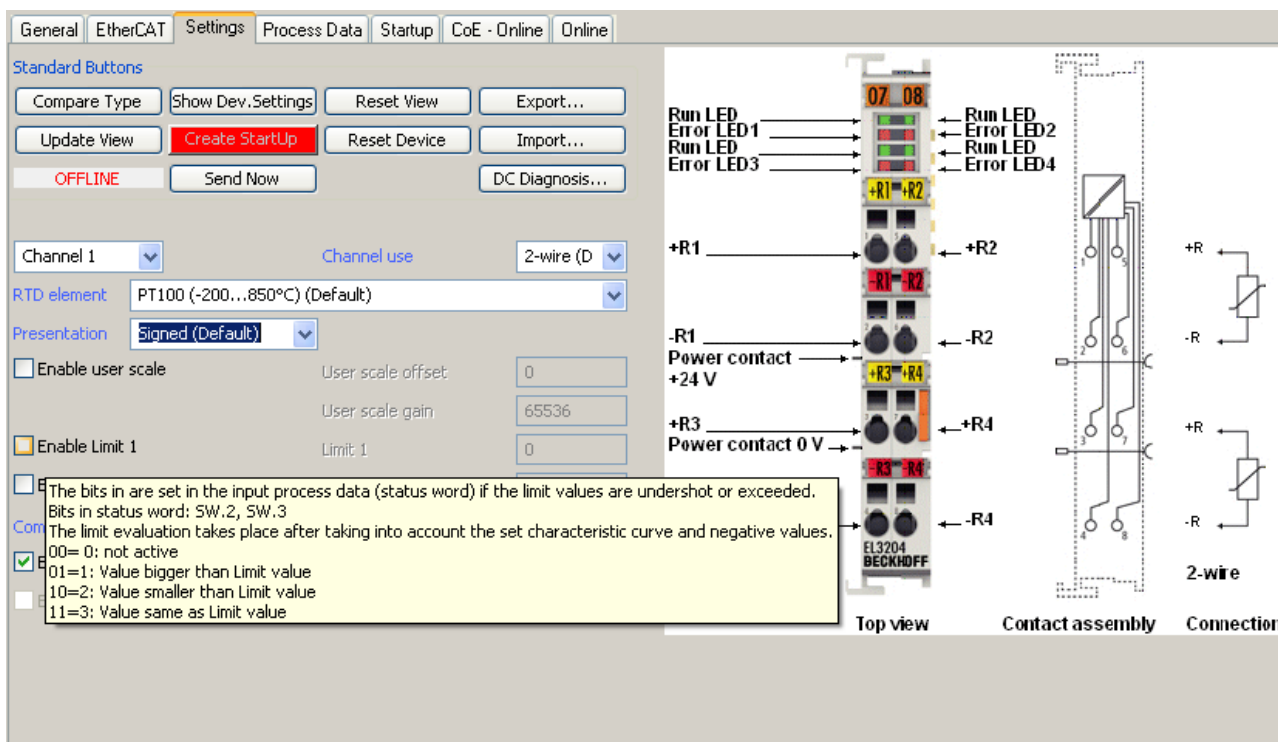 General EtherCAT Settings Process Data Startup CoE - Online Online
Standard Buttons
Compare Type Show Dev.Settings Reset View Export...
Update View Create StartUp Reset Device Import...
OFFLINE Send Now DC Diagnosis...
Channel 1 Channel use 2-wire (D
RTD element PT100 (-200...850°C) (Default)
Presentation Signed (Default)
Enable user scale User scale offset 0
User scale gain 65536
Enable Limit 1 Limit 1 0
The bits in are set in the input process data (status word) if the limit values are undershot or exceeded.
Bits in status word: SW.2, SW.3
The limit evaluation takes place after taking into account the set characteristic curve and negative values.
00= 0: not active
01=1: Value bigger than Limit value
10=2: Value smaller than Limit value
11=3: Value same as Limit value
07 08
Run LED Run LED
Error LED1 Error LED2
Run LED Run LED
Error LED3 Error LED4
+R1 +R2
+R1 +R2
1 5
-R1 -R2
-R1 -R2
2 6
Power contact
+24 V
+R3 +R4
+R3 +R4
3 7
Power contact 0 V
-R3 -R4
-R4
4 8
EL3204
BECKHOFF
+R
-R
+R
-R
2-wire
Top view Contact assembly Connection